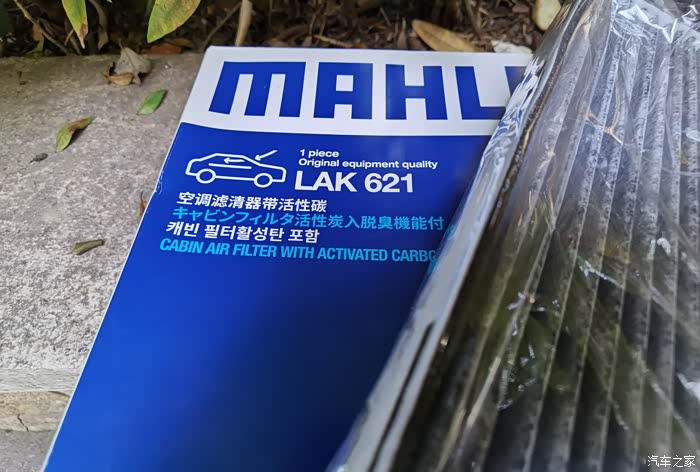 MAHL
1 piece
Original equipment quality
LAK 621
空调滤清器带活性碳
キャビンフィルタ活性炭入脱臭機能付
캐빈 필터활성탄 포함
CABIN AIR FILTER WITH ACTIVATED CARBO
汽车之家